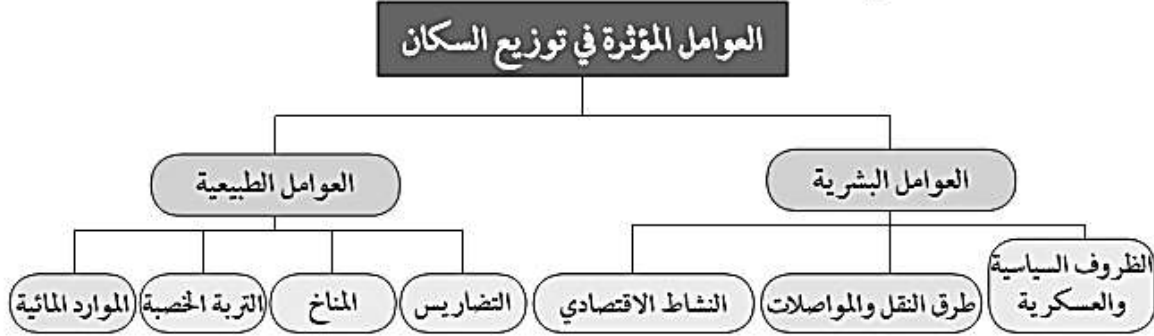 العوامل المؤثرة في توزيع السكان
العوامل البشرية
العوامل الطبيعية
الظروف السياسية
والعسكرية
طرق النقل والمواصلات
النشاط الاقتصادي
التضاريس
المناخ
التربة الخصبة
الموارد المائية